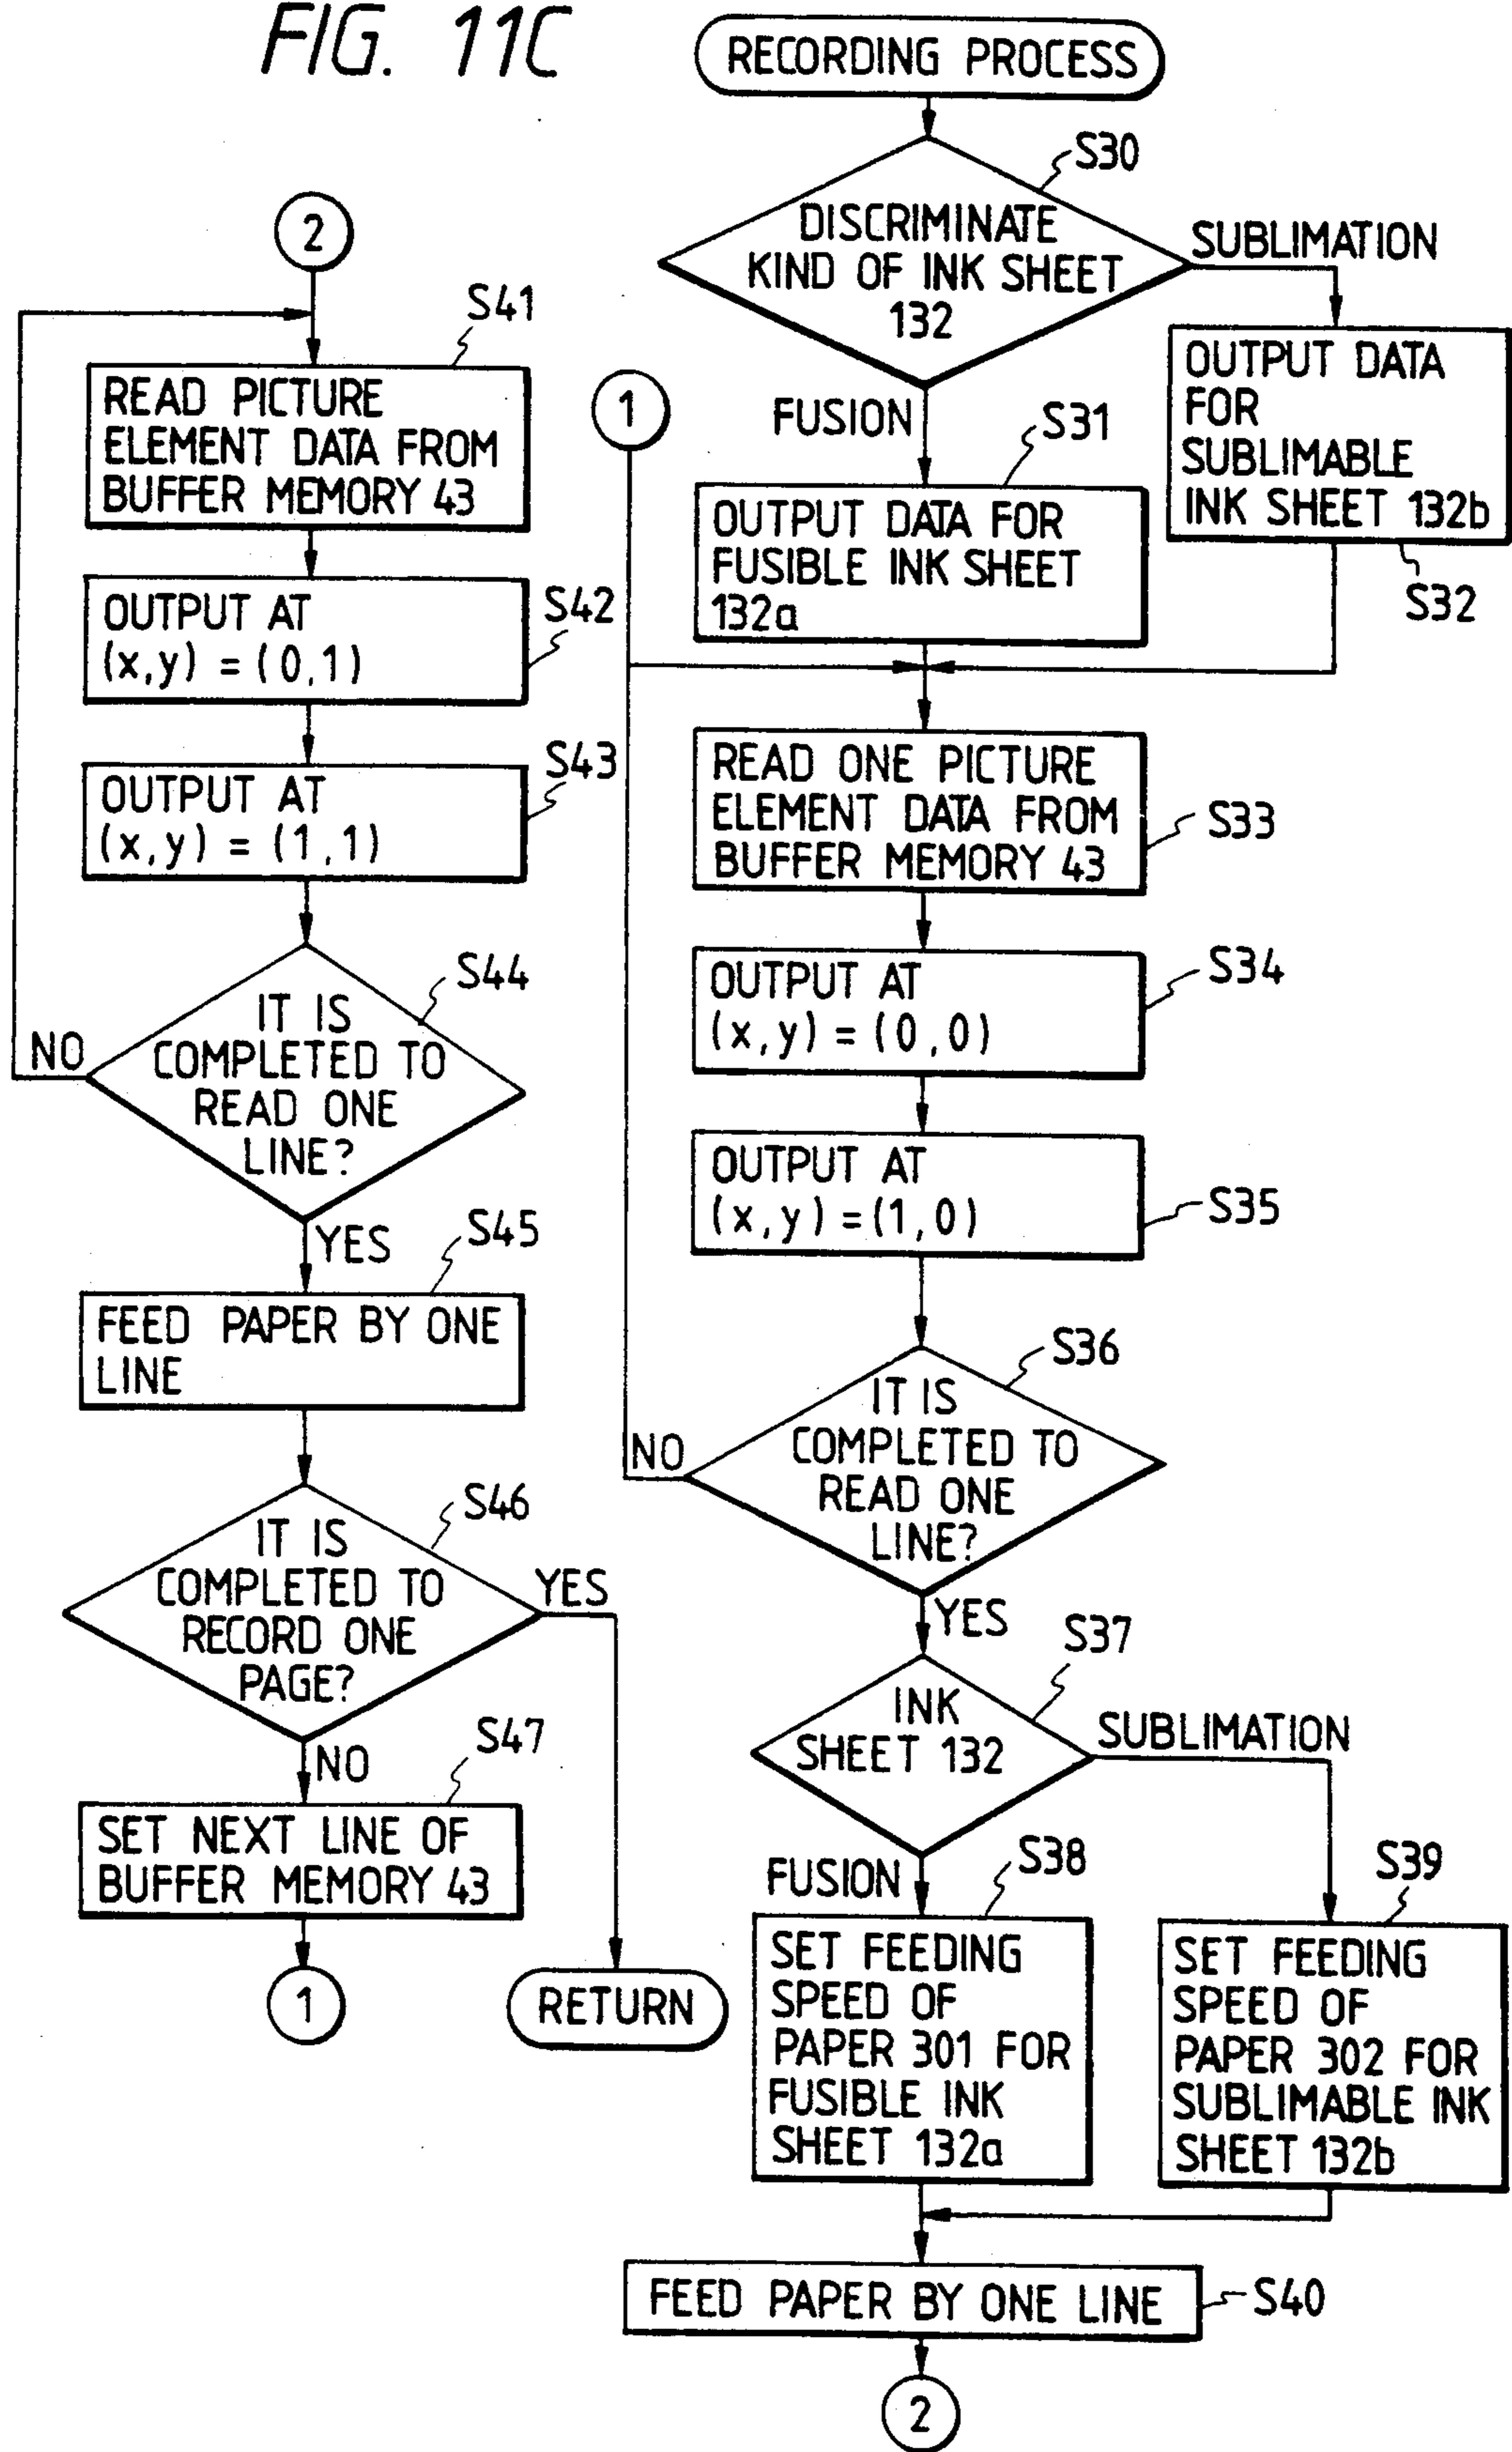 FIG. 11C
RECORDING PROCESS
S30
DISCRIMINATE
KIND OF INK SHEET
132
SUBLIMATION
FUSION
S31
OUTPUT DATA FOR
FUSIBLE INK SHEET
132a
OUTPUT DATA
FOR
SUBLIMABLE
INK SHEET 132b
S32
1
READ ONE PICTURE
ELEMENT DATA FROM
BUFFER MEMORY 43
S33
OUTPUT AT
(x,y) = (0,0)
S34
OUTPUT AT
(x,y) = (1,0)
S35
S36
IT IS
COMPLETED TO
READ ONE
LINE?
NO
YES
S37
INK
SHEET 132
SUBLIMATION
FUSION
S38
SET FEEDING
SPEED OF
PAPER 301 FOR
FUSIBLE INK
SHEET 132a
S39
SET FEEDING
SPEED OF
PAPER 302 FOR
SUBLIMABLE INK
SHEET 132b
FEED PAPER BY ONE LINE
S40
2
2
S41
READ PICTURE
ELEMENT DATA FROM
BUFFER MEMORY 43
OUTPUT AT
(x,y) = (0,1)
S42
OUTPUT AT
(x,y) = (1,1)
S43
S44
IT IS
COMPLETED TO
READ ONE
LINE?
NO
YES
S45
FEED PAPER BY ONE
LINE
S46
IT IS
COMPLETED TO
RECORD ONE
PAGE?
YES
NO
S47
SET NEXT LINE OF
BUFFER MEMORY 43
1
RETURN